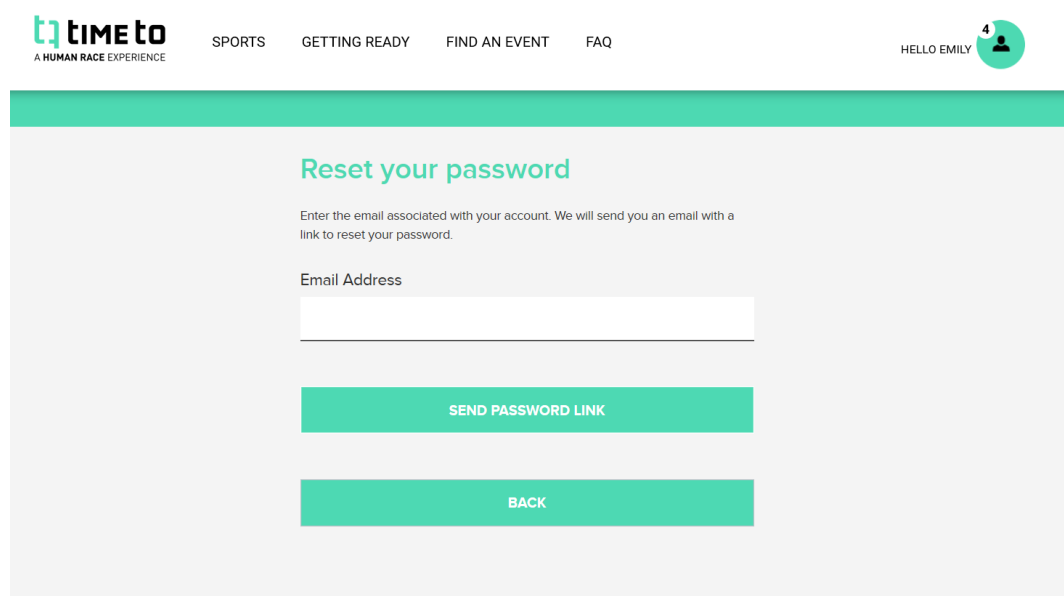 tIME to
A HUMAN RACE EXPERIENCE
SPORTS
GETTING READY
FIND AN EVENT
FAQ
HELLO EMILY
4
Reset your password
Enter the email associated with your account. We will send you an email with a
link to reset your password.
Email Address
SEND PASSWORD LINK
BACK